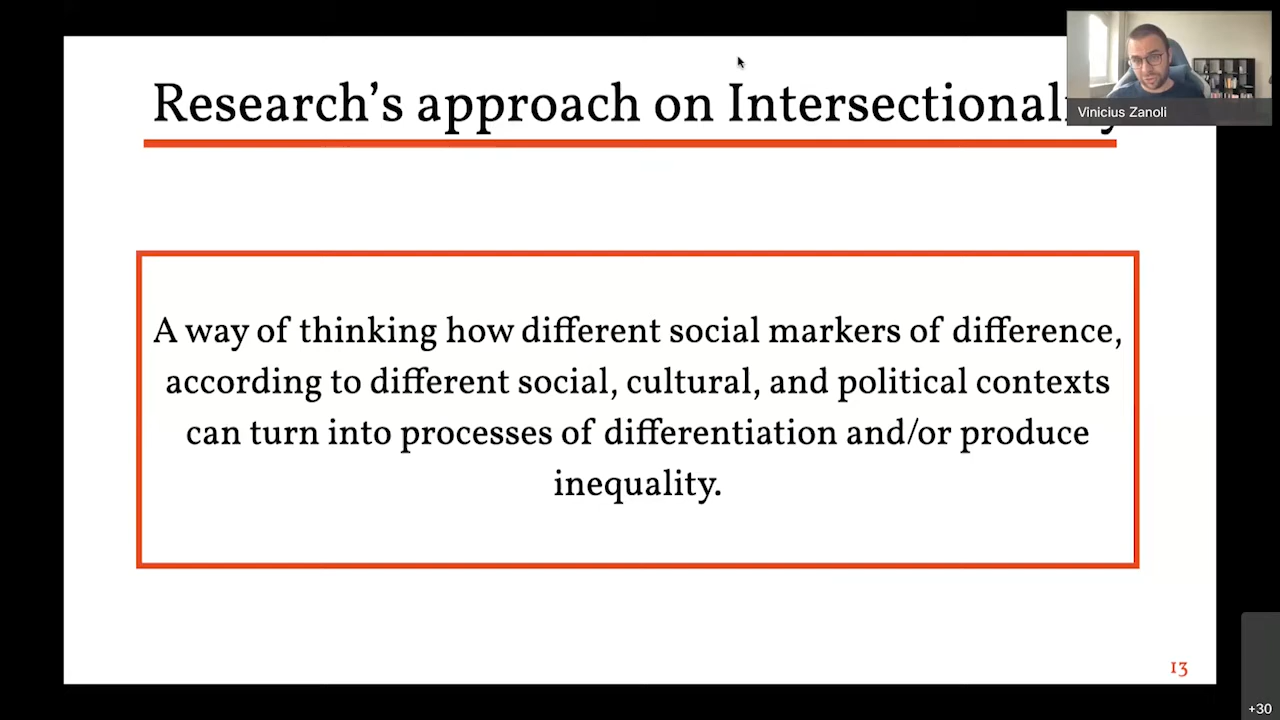 Research's approach on
Vinicius Zanoli
A way of thinking how different social markers of difference,
according to different social, cultural, and political contexts
can turn into processes of differentiation and/or produce
inequality.
13
+30